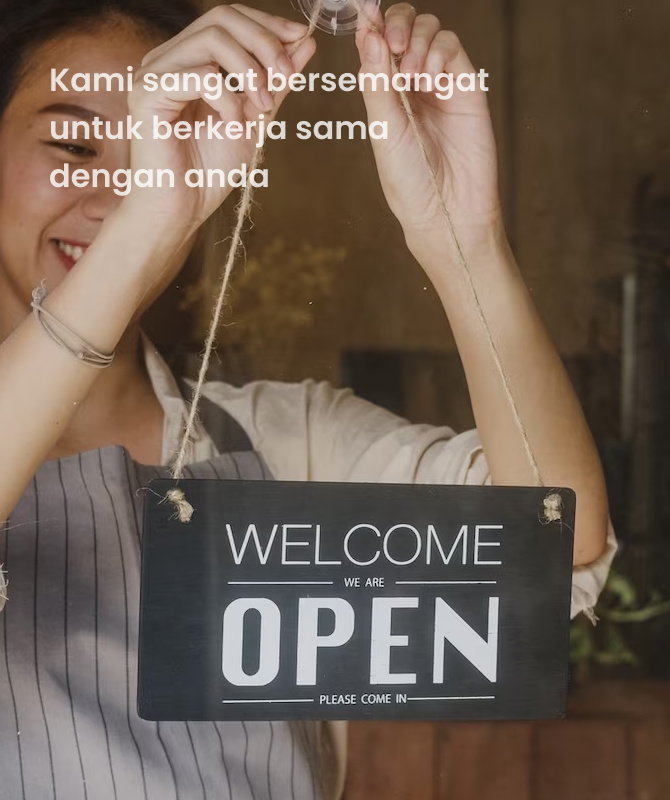 Kami sangat bersemangat
untuk berkerja sama
dengan anda
WELCOME
WE ARE
OPEN
PLEASE COME IN